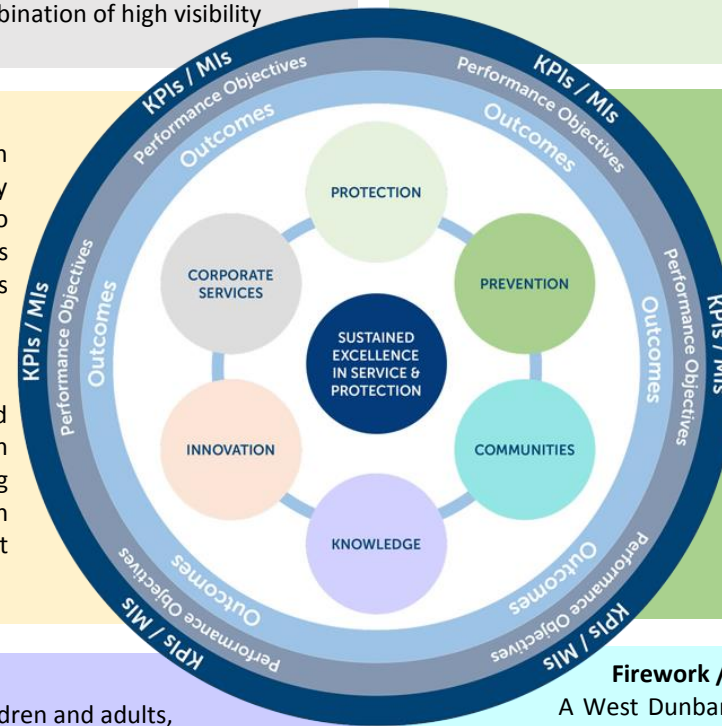 bination of high visibility
KPIs / MIs
KPIs / MIs
Performance Objectives
Performance Objectives
Outcomes
Outcomes
PROTECTION
CORPORATE
SERVICES
PREVENTION
KPIs / MIs
Performance Objectives
Outcomes
SUSTAINED
EXCELLENCE
IN SERVICE &
PROTECTION
Outcomes
Performance Objectives
KPIs / MIs
INNOVATION
COMMUNITIES
KNOWLEDGE
Outcomes
Outcomes
Performance Objectives
Performance Objectives
KPIs / MIs
KPIs / MIs
dren and adults,
Firework /
A West Dunba